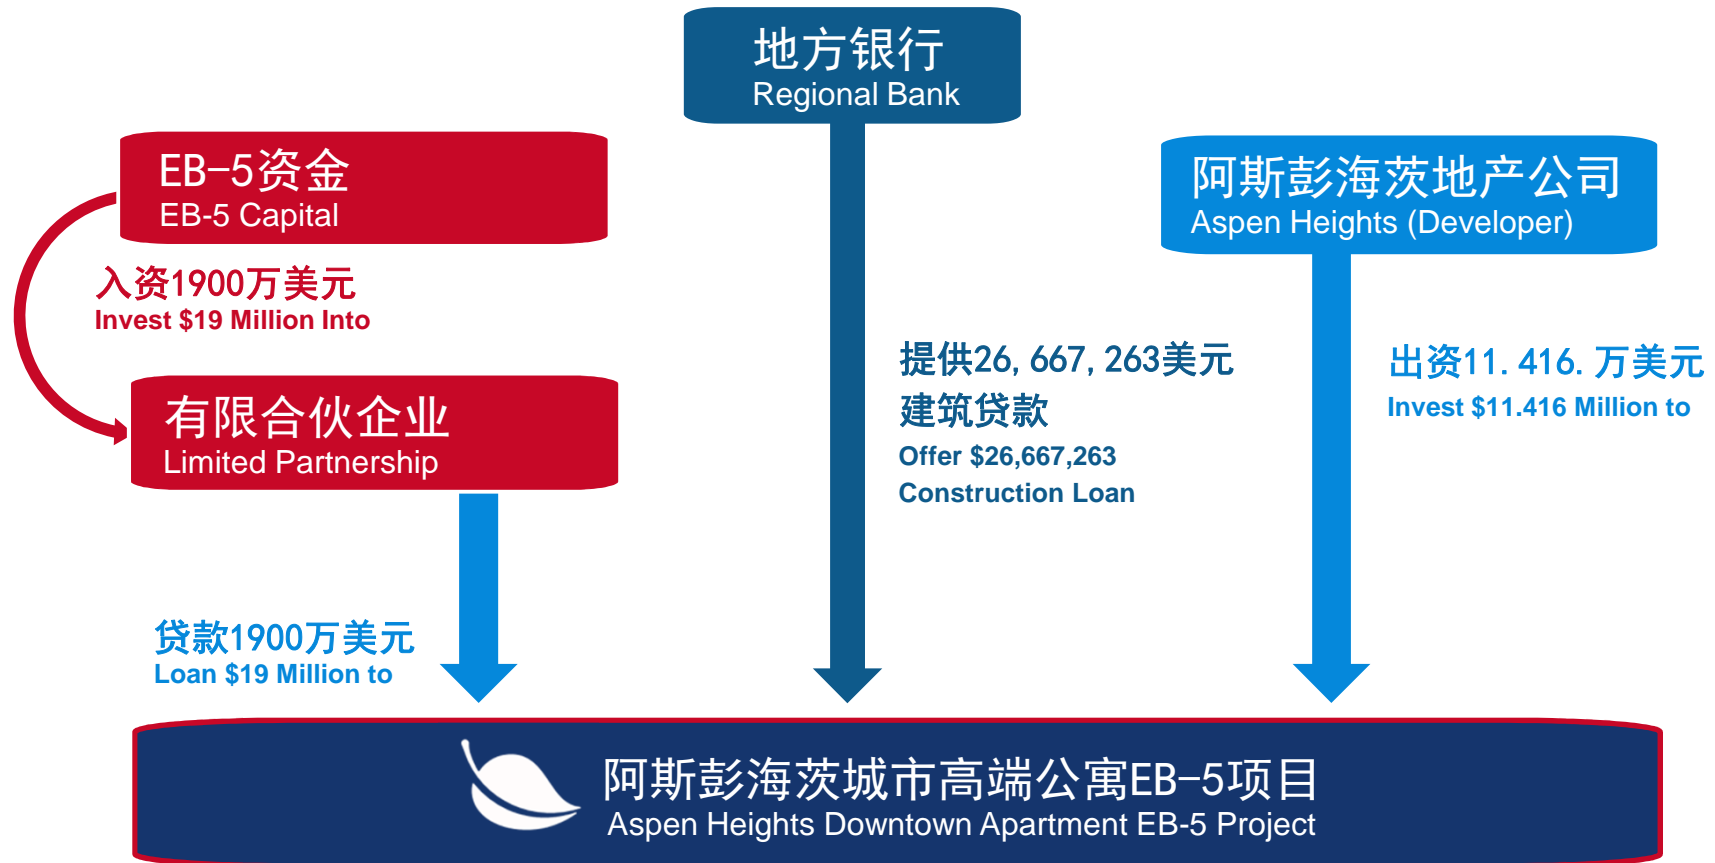 地方银行
Regional Bank
EB-5资金
EB-5 Capital
阿斯彭海茨地产公司
Aspen Heights (Developer)
入资1900万美元
Invest $19 Million Into
提供26,667,263美元
建筑贷款
Offer $26,667,263
Construction Loan
出资11.416.万美元
Invest $11.416 Million to
有限合伙企业
Limited Partnership
贷款1900万美元
Loan $19 Million to
阿斯彭海茨城市高端公寓EB-5项目
Aspen Heights Downtown Apartment EB-5 Project